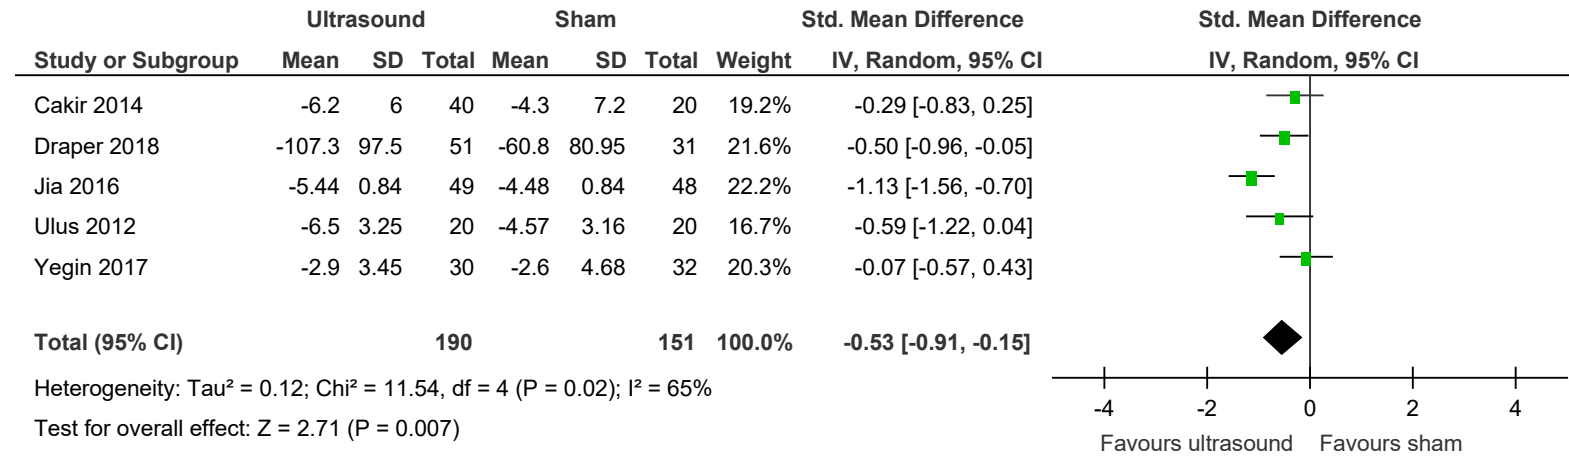 Ultrasound Sham Std. Mean Difference Std. Mean Difference
Study or Subgroup Mean SD Total Mean SD Total Weight IV, Random, 95% CI IV, Random, 95% CI
Cakir 2014 -6.2 6 40 -4.3 7.2 20 19.2% -0.29 [-0.83, 0.25]
Draper 2018 -107.3 97.5 51 -60.8 80.95 31 21.6% -0.50 [-0.96, -0.05]
Jia 2016 -5.44 0.84 49 -4.48 0.84 48 22.2% -1.13 [-1.56, -0.70]
Ulus 2012 -6.5 3.25 20 -4.57 3.16 20 16.7% -0.59 [-1.22, 0.04]
Yegin 2017 -2.9 3.45 30 -2.6 4.68 32 20.3% -0.07 [-0.57, 0.43]
Total (95% CI) 190 151 100.0% -0.53 [-0.91, -0.15]
Heterogeneity: Tau² = 0.12; Chi² = 11.54, df = 4 (P = 0.02); I² = 65%
Test for overall effect: Z = 2.71 (P = 0.007)
-4 -2 0 2 4
Favours ultrasound Favours sham